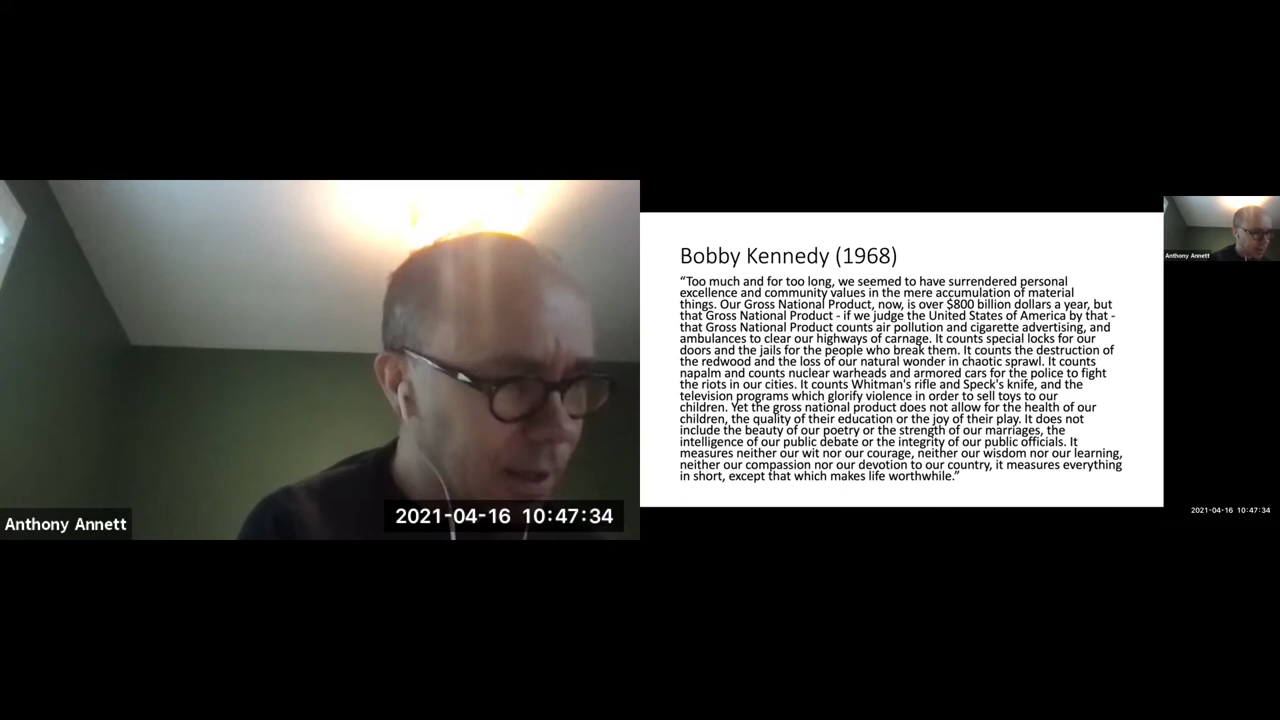 Anthony Annett
2021-04-16 10:47:34
Bobby Kennedy (1968)
“Too much and for too long, we seemed to have surrendered personal
excellence and community values in the mere accumulation of material
things. Our Gross National Product, now, is over $800 billion dollars a year, but
that Gross National Product - if we judge the United States of America by that -
that Gross National Product counts air pollution and cigarette advertising, and
ambulances to clear our highways of carnage. It counts special locks for our
doors and the jails for the people who break them. It counts the destruction of
the redwood and the loss of our natural wonder in chaotic sprawl. It counts
napalm and counts nuclear warheads and armored cars for the police to fight
the riots in our cities. It counts Whitman's rifle and Speck's knife, and the
television programs which glorify violence in order to sell toys to our
children. Yet the gross national product does not allow for the health of our
children, the quality of their education or the joy of their play. It does not
include the beauty of our poetry or the strength of our marriages, the
intelligence of our public debate or the integrity of our public officials. It
measures neither our wit nor our courage, neither our wisdom nor our learning,
neither our compassion nor our devotion to our country, it measures everything
in short, except that which makes life worthwhile.”
Anthony Annett
2021-04-16 10:47:34